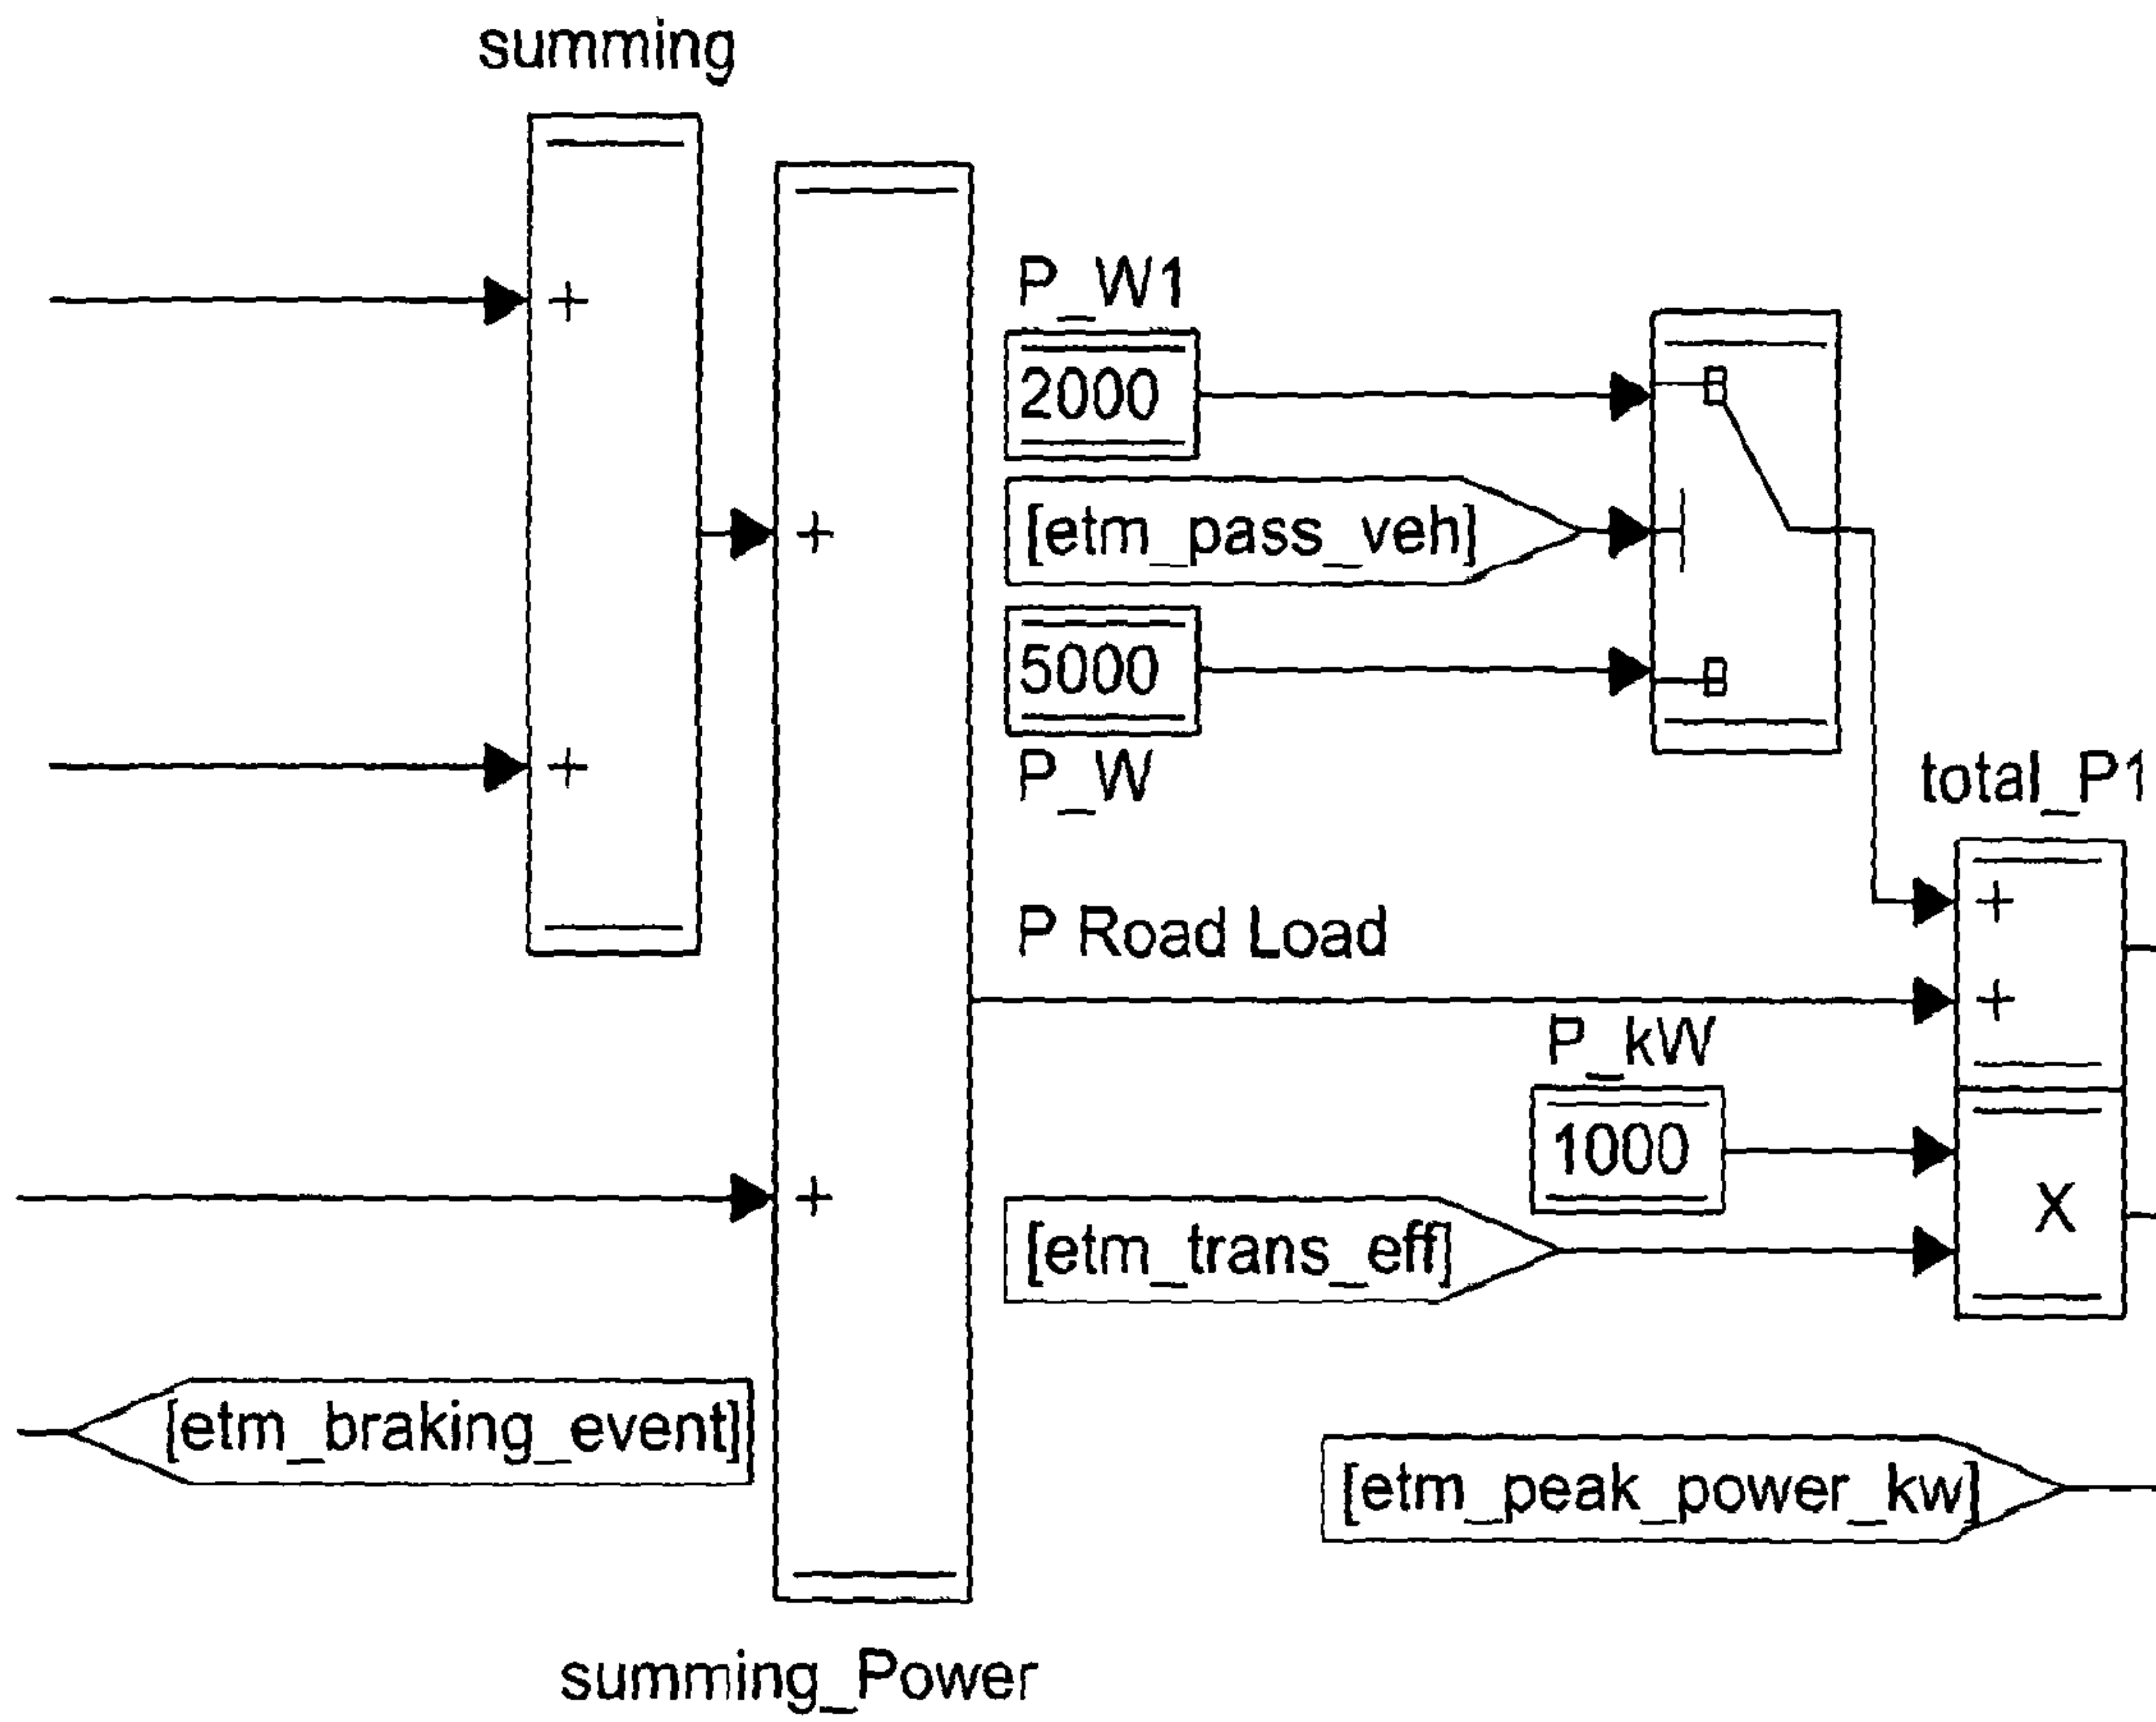 summing
+
+
+
+
summing_Power
P_W1
2000
[etm_pass_veh]
5000
P_W
P Road Load
total_P1
+
+
P_kW
1000
X
[etm_trans_eff]
[etm_braking_event]
[etm_peak_power_kw]